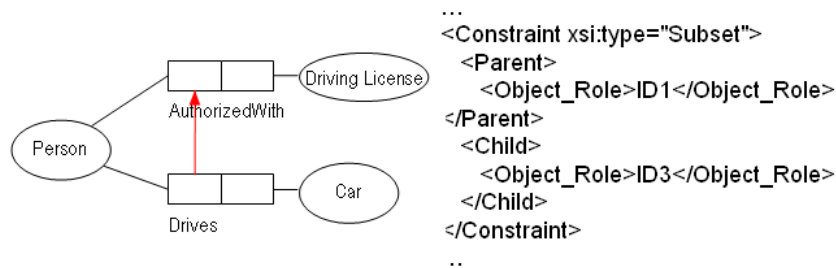 Driving License
AuthorizedWith
Person
Car
Drives
...
<Constraint xsi:type="Subset">
<Parent>
<Object_Role>ID1</Object_Role>
</Parent>
<Child>
<Object_Role>ID3</Object_Role>
</Child>
</Constraint>
..